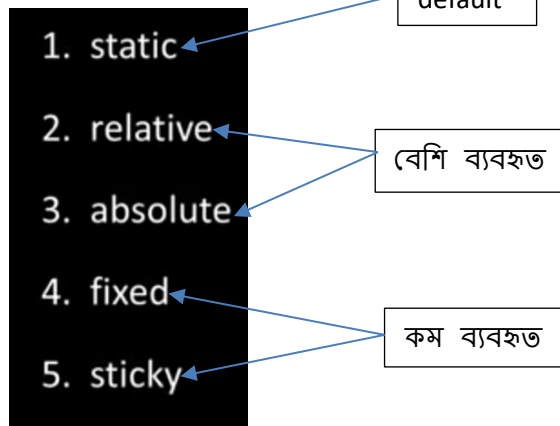 default
1. static
2. relative
বেশি ব্যবহৃত
3. absolute
4. fixed
কম ব্যবহৃত
5. sticky